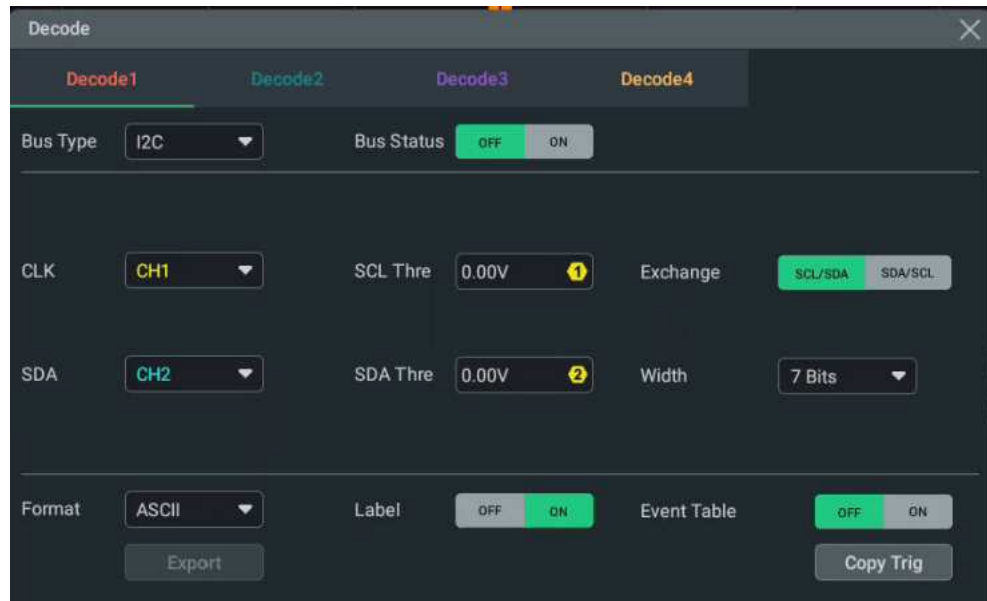 Decode
Decode1 Decode2 Decode3 Decode4
Bus Type I2C Bus Status OFF ON
CLK CH1 SCL Thre 0.00V 1 Exchange SCL/SDA SDA/SCL
SDA CH2 SDA Thre 0.00V 2 Width 7 Bits
Format ASCII Label OFF ON Event Table OFF ON
Export Copy Trig